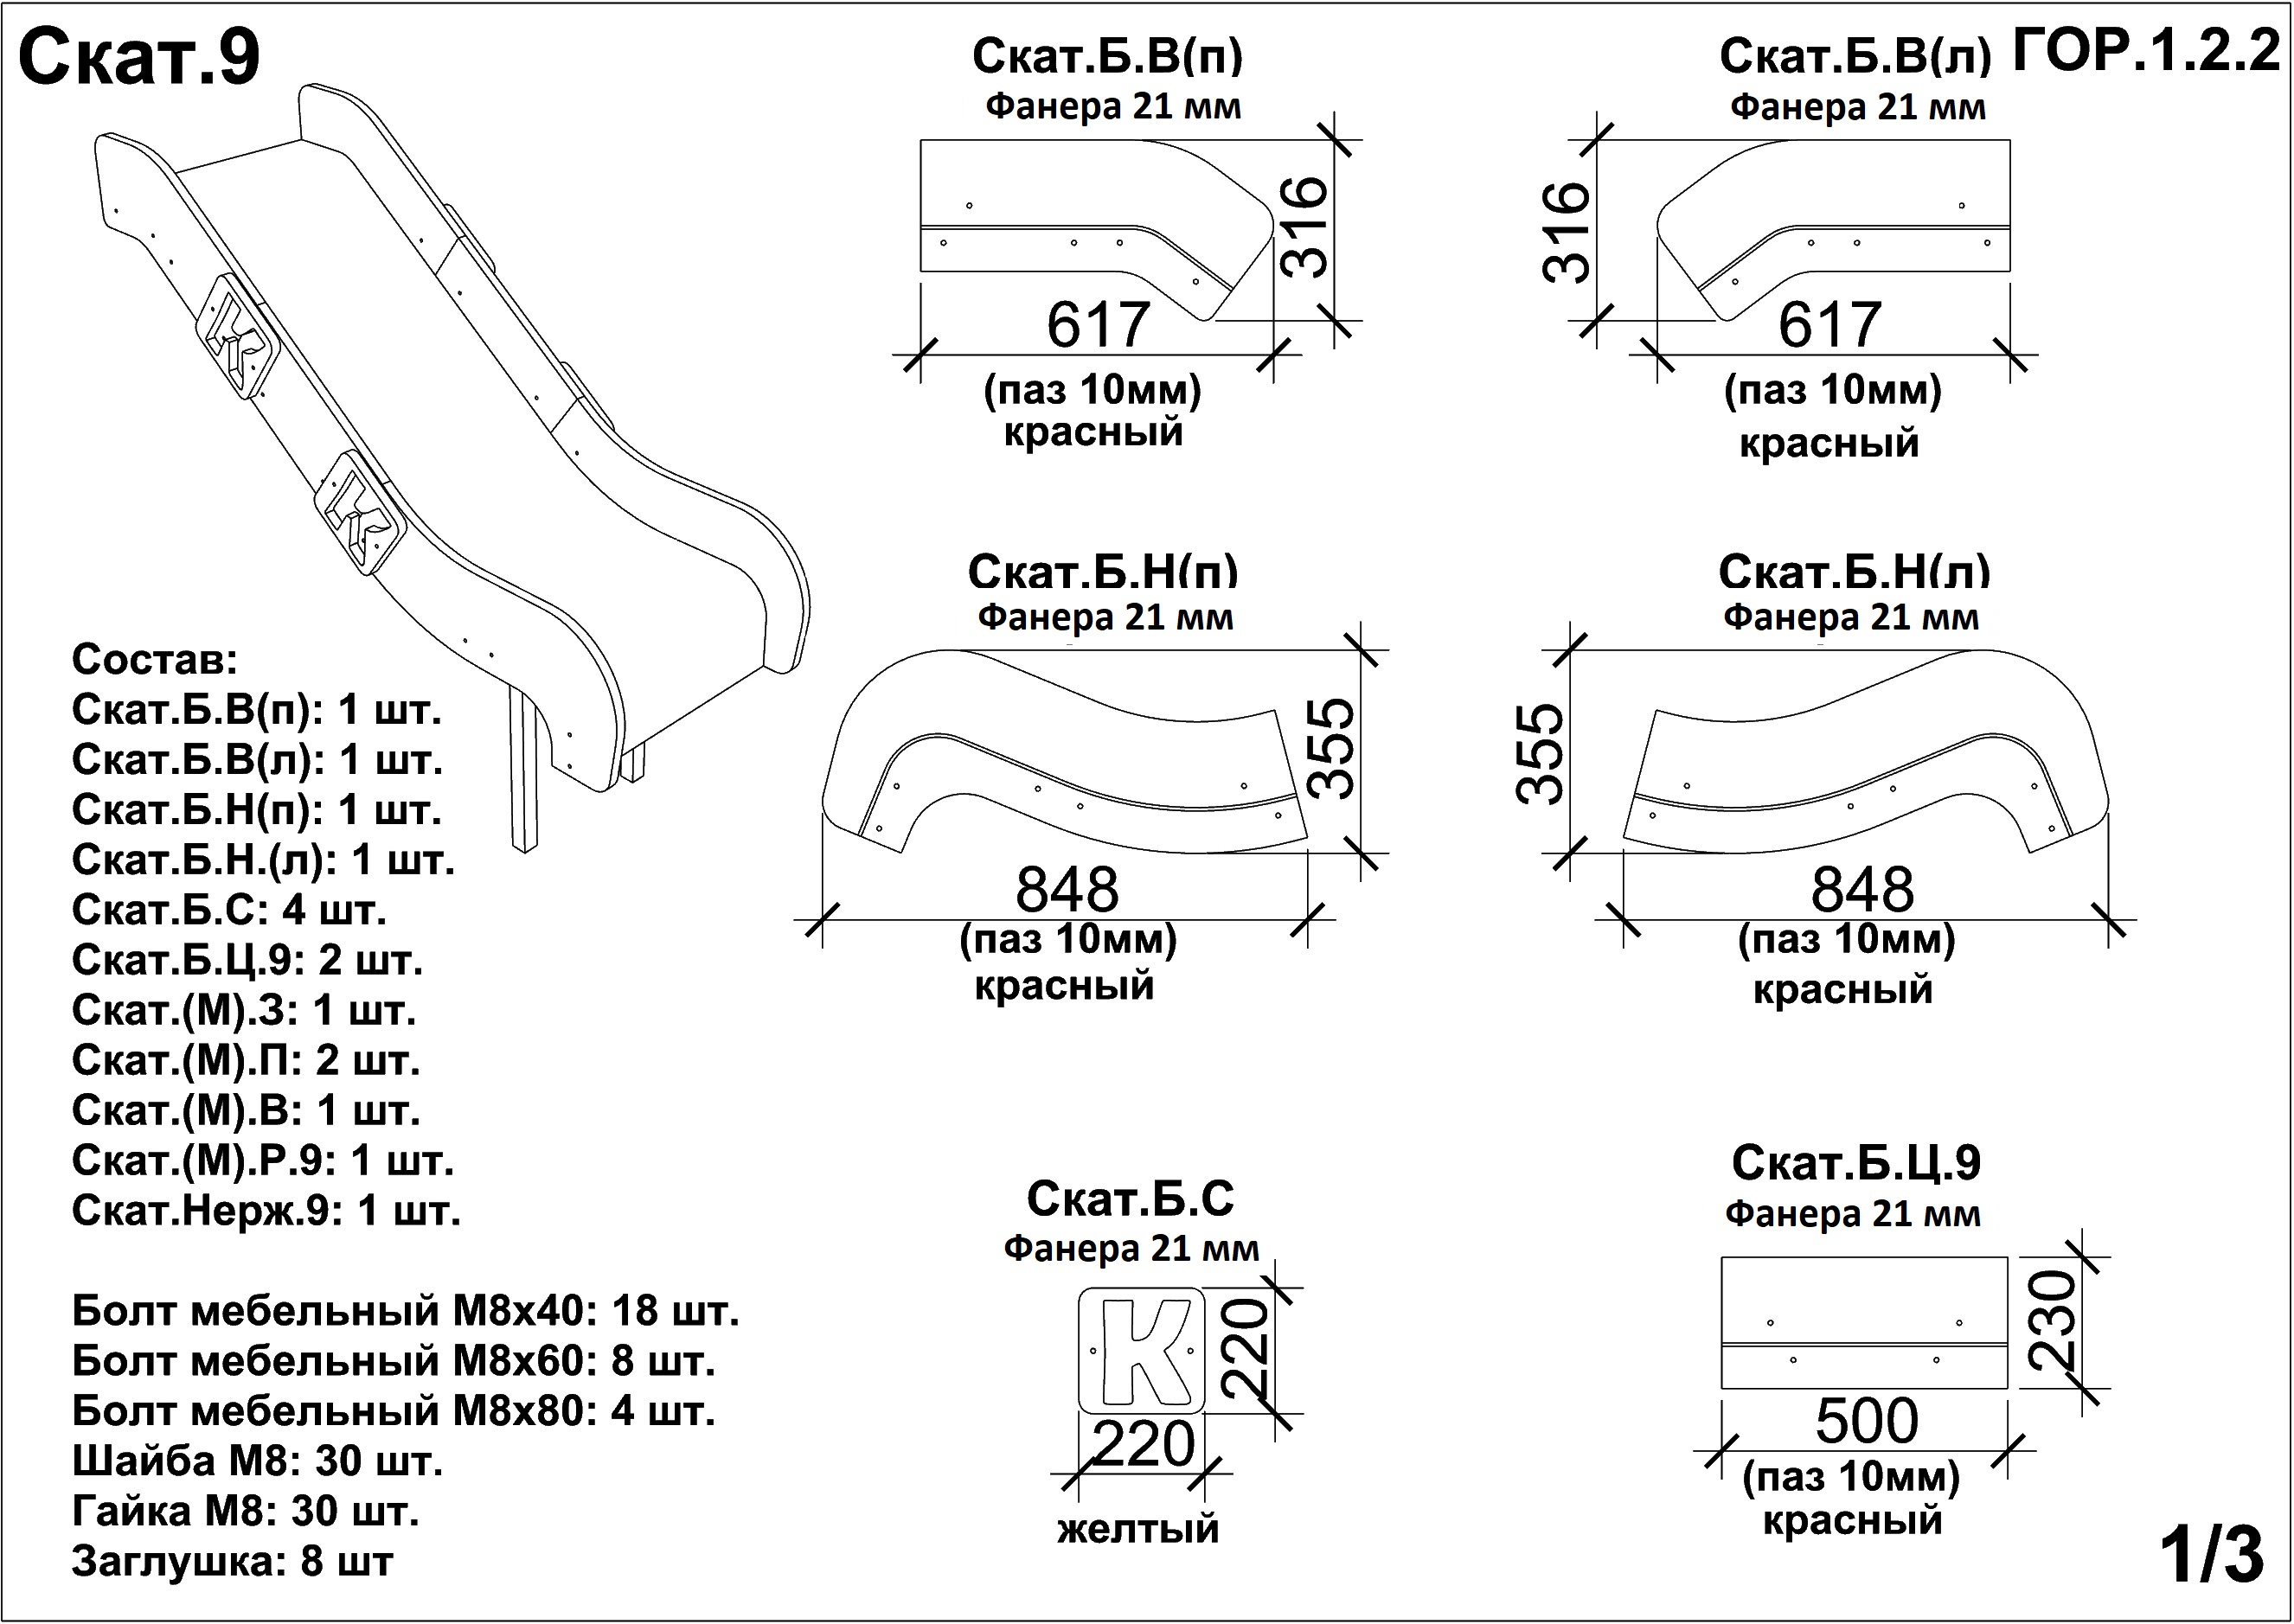 Скат.9
ГОР.1.2.2
Скат.Б.В(п)
Фанера 21 мм
316
617
(паз 10мм)
красный
Скат.Б.В(л)
Фанера 21 мм
316
617
(паз 10мм)
красный
Скат.Б.Н(п)
Фанера 21 мм
355
848
(паз 10мм)
красный
Скат.Б.Н(л)
Фанера 21 мм
355
848
(паз 10мм)
красный
Состав:
Скат.Б.В(п): 1 шт.
Скат.Б.В(л): 1 шт.
Скат.Б.Н(п): 1 шт.
Скат.Б.Н.(л): 1 шт.
Скат.Б.С: 4 шт.
Скат.Б.Ц.9: 2 шт.
Скат.(М).З: 1 шт.
Скат.(М).П: 2 шт.
Скат.(М).В: 1 шт.
Скат.(М).Р.9: 1 шт.
Скат.Нерж.9: 1 шт.
Болт мебельный М8х40: 18 шт.
Болт мебельный М8х60: 8 шт.
Болт мебельный М8х80: 4 шт.
Шайба М8: 30 шт.
Гайка М8: 30 шт.
Заглушка: 8 шт
Скат.Б.С
Фанера 21 мм
К
220
220
желтый
Скат.Б.Ц.9
Фанера 21 мм
230
500
(паз 10мм)
красный
1/3